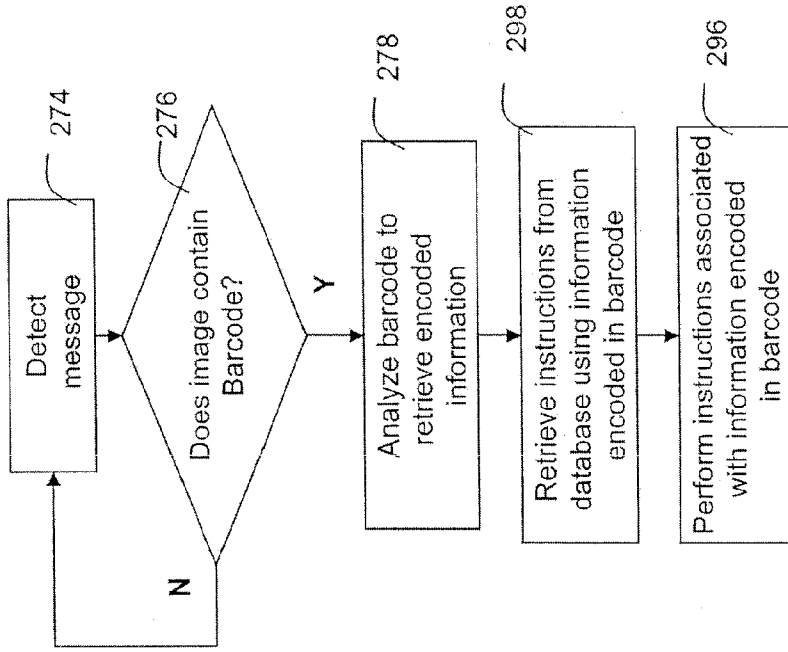 274
Detect
message
276
Does image contain
Barcode?
N
Y
278
Analyze barcode to
retrieve encoded
information
298
Retrieve instructions from
database using information
encoded in barcode
296
Perform instructions associated
with information encoded
in barcode